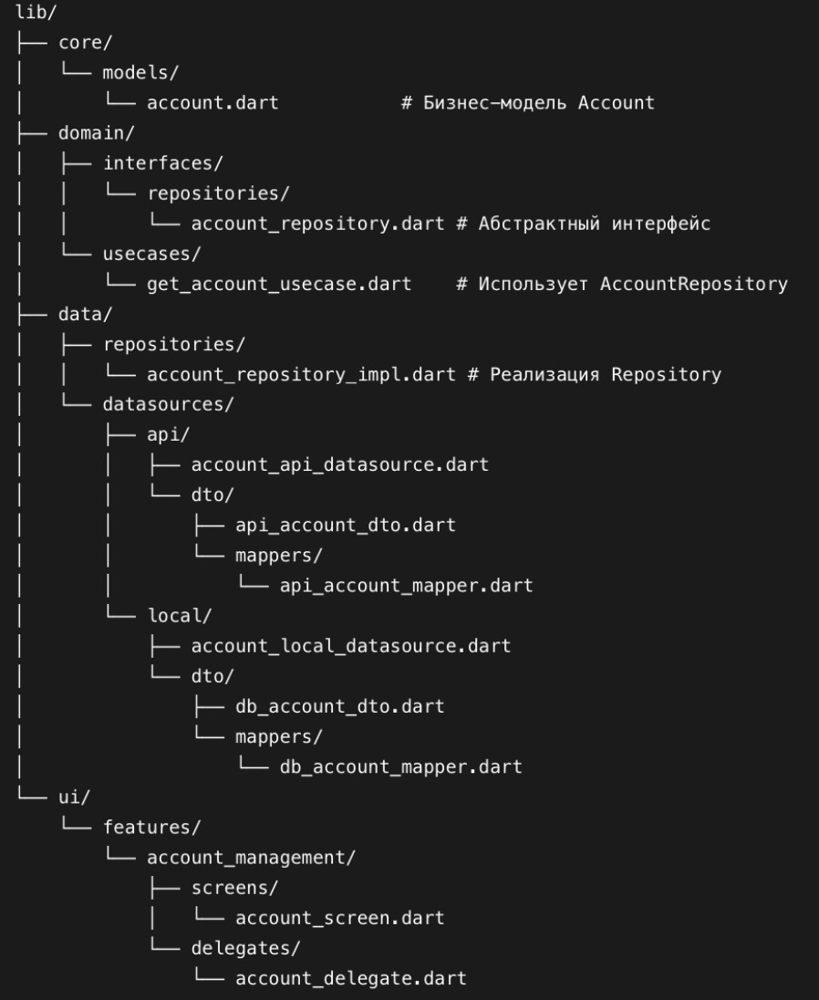 lib/
├── core/
│   └── models/
│       └── account.dart           # Бизнес-модель Account
├── domain/
│   ├── interfaces/
│   │   └── repositories/
│   │       └── account_repository.dart # Абстрактный интерфейс
│   └── usecases/
│       └── get_account_usecase.dart    # Использует AccountRepository
├── data/
│   ├── repositories/
│   │   └── account_repository_impl.dart # Реализация Repository
│   └── datasources/
│       ├── api/
│       │   ├── account_api_datasource.dart
│       │   └── dto/
│       │       ├── api_account_dto.dart
│       │       └── mappers/
│       │           └── api_account_mapper.dart
│       └── local/
│           ├── account_local_datasource.dart
│           └── dto/
│               ├── db_account_dto.dart
│               └── mappers/
│                   └── db_account_mapper.dart
└── ui/
    └── features/
        └── account_management/
            ├── screens/
            │   └── account_screen.dart
            └── delegates/
                └── account_delegate.dart